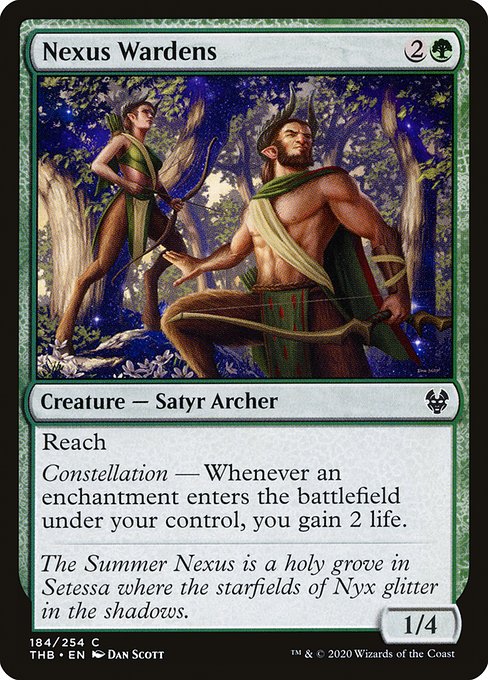 Nexus Wardens 2
Creature — Satyr Archer
Reach
Constellation — Whenever an
enchantment enters the battlefield
under your control, you gain 2 life.
The Summer Nexus is a holy grove in
Setessa where the starfields of Nyx glitter
in the shadows.
1/4
184/254 C
THB • EN Dan Scott
™ & © 2020 Wizards of the Coast